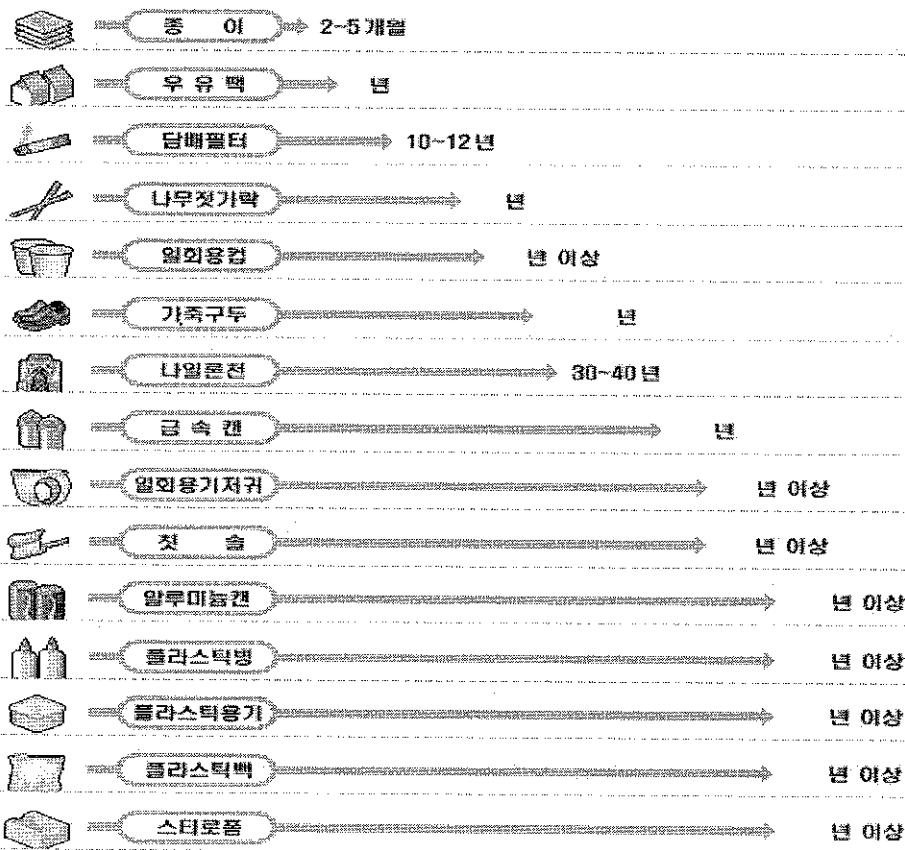 종 이 2~5개월
우 유 팩 년
담배필터 10~12년
나무젓가락 년
일회용컵 년 이상
가죽구두 년
나일론전 30~40년
금 속 캔 년
일회용기저귀 년 이상
칫 솔 년 이상
알루미늄캔 년 이상
플라스틱병 년 이상
플라스틱용기 년 이상
플라스틱백 년 이상
스티로폼 년 이상